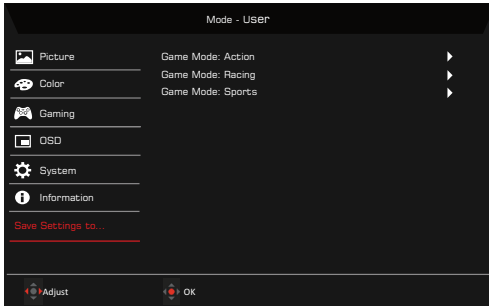 Mode - User
Picture
Color
Gaming
OSD
System
Information
Save Settings to...
Game Mode: Action
Game Mode: Racing
Game Mode: Sports
Adjust
OK